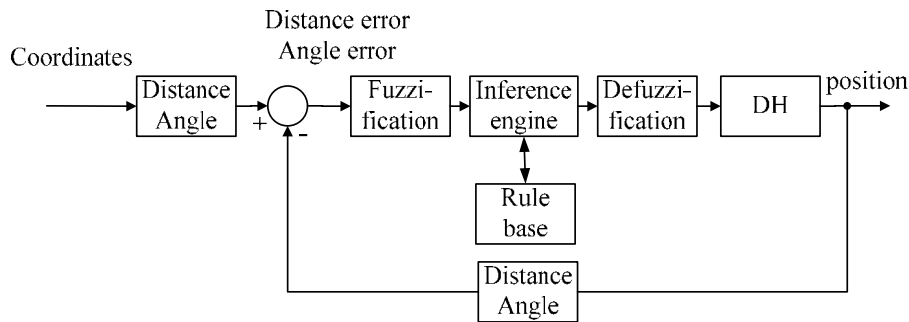 Distance error
Angle error
Coordinates
Distance
Angle
+
-
Fuzzi-
fication
Inference
engine
Defuzzi-
fication
DH
position
Rule
base
Distance
Angle